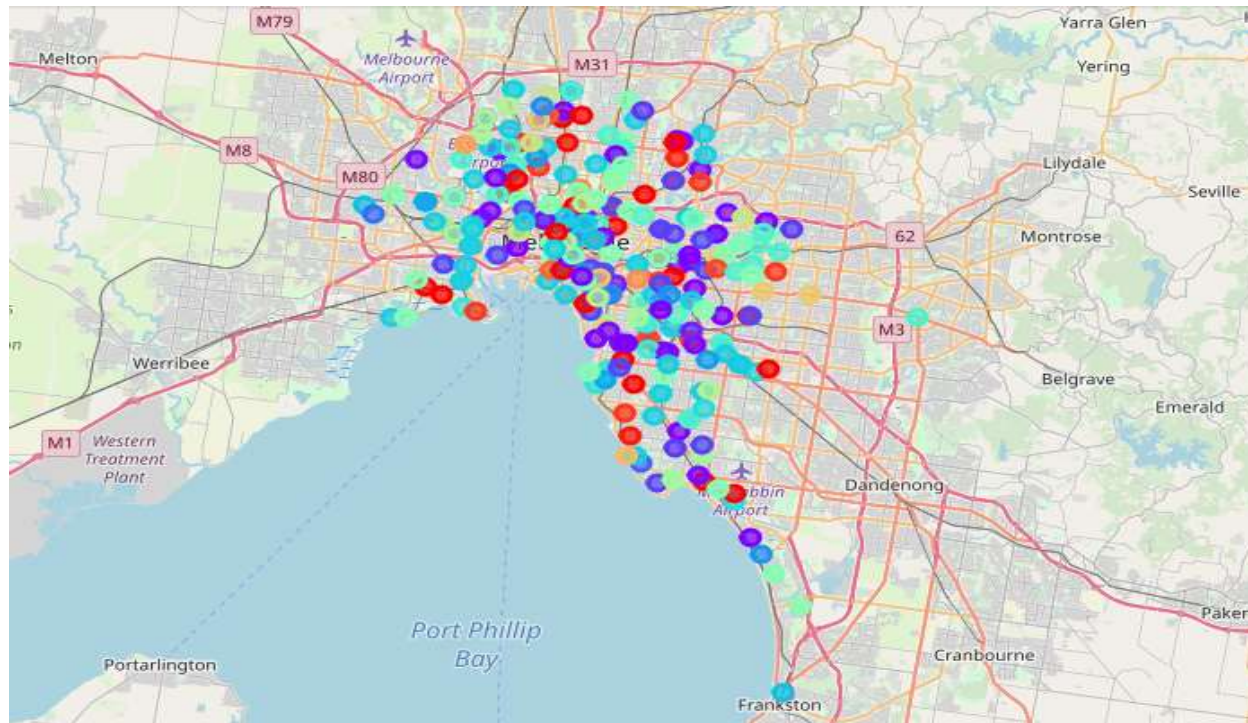 M79
Yarra Glen
Melton
Melbourne
Airport
M31
Yering
M8
Lilydale
M80
Seville
62
Montrose
M3
Werribee
Belgrave
Emerald
M1
Western
Treatment
Plant
Dandenong
Airport
Port Phillip
Bay
Portarlington
Cranbourne
Frankston